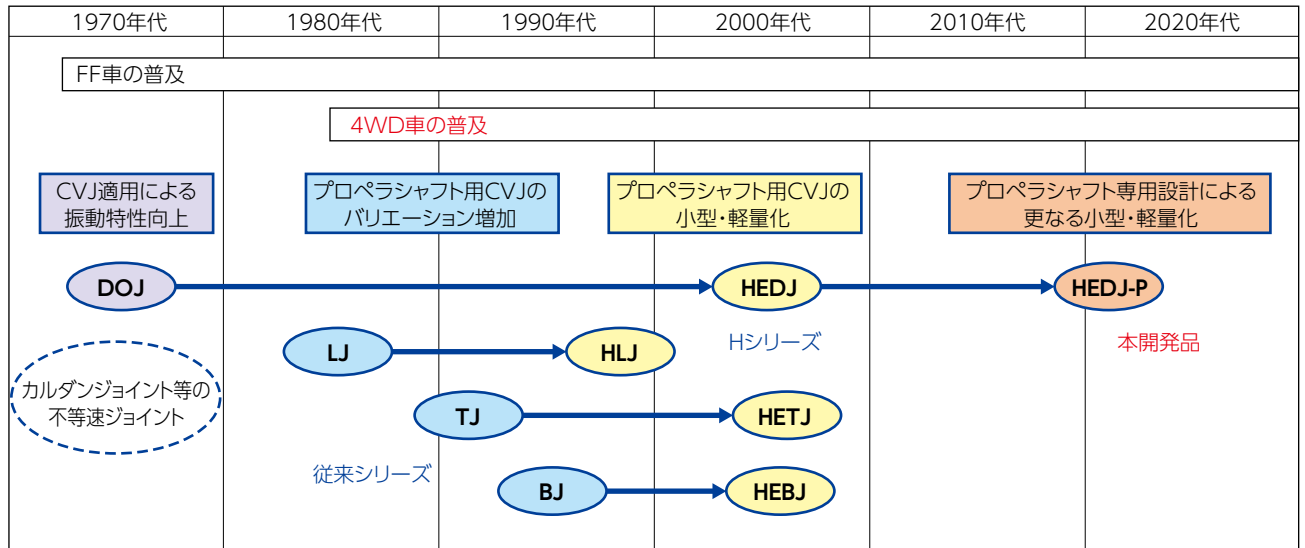 1970年代
1980年代
1990年代
2000年代
2010年代
2020年代
FF車の普及
4WD車の普及
CVJ適用による
振動特性向上
プロペラシャフト用CVJの
バリエーション増加
プロペラシャフト用CVJの
小型・軽量化
プロペラシャフト専用設計による
更なる小型・軽量化
DOJ
HEDJ
HEDJ-P
LJ
HLJ
Hシリーズ
本開発品
カルダンジョイント等の
不等速ジョイント
TJ
HETJ
従来シリーズ
BJ
HEBJ